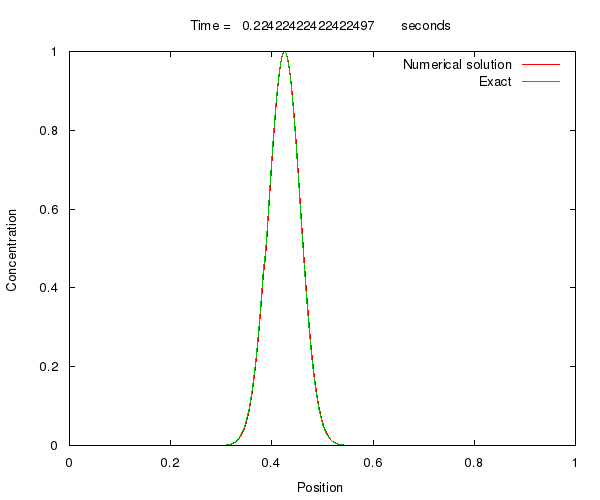 Time = 0.22422422422422497 seconds
1
Numerical solution
Exact
0.8
0.6
Concentration
0.4
0.2
0
0 0.2 0.4 0.6 0.8 1
Position